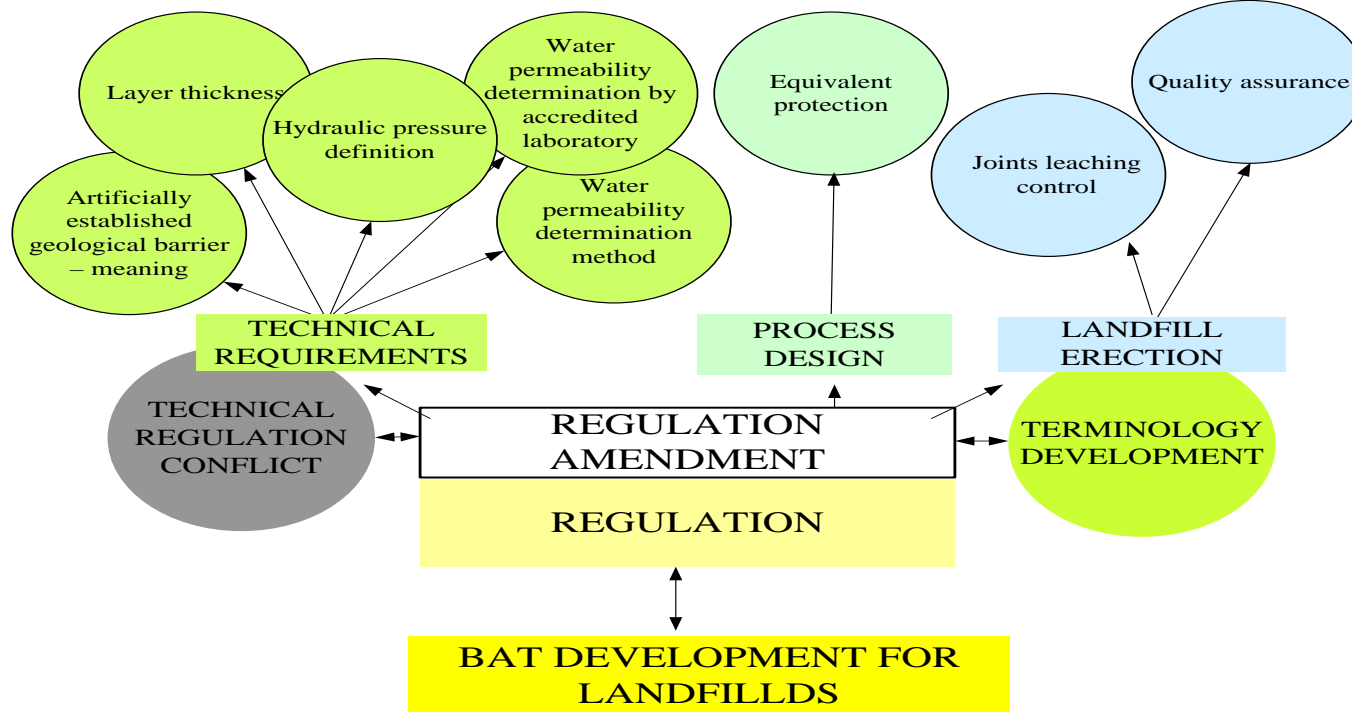 Layer thickness
Hydraulic pressure
definition
Water
permeability
determination by
accredited
laboratory
Artificially
established
geological barrier
– meaning
Water
permeability
determination
method
Equivalent
protection
Quality assurance
Joints leaching
control
TECHNICAL
REQUIREMENTS
PROCESS
DESIGN
LANDFILL
ERECTION
TECHNICAL
REGULATION
CONFLICT
REGULATION
AMENDMENT
TERMINOLOGY
DEVELOPMENT
REGULATION
BAT DEVELOPMENT FOR
LANDFILLDS